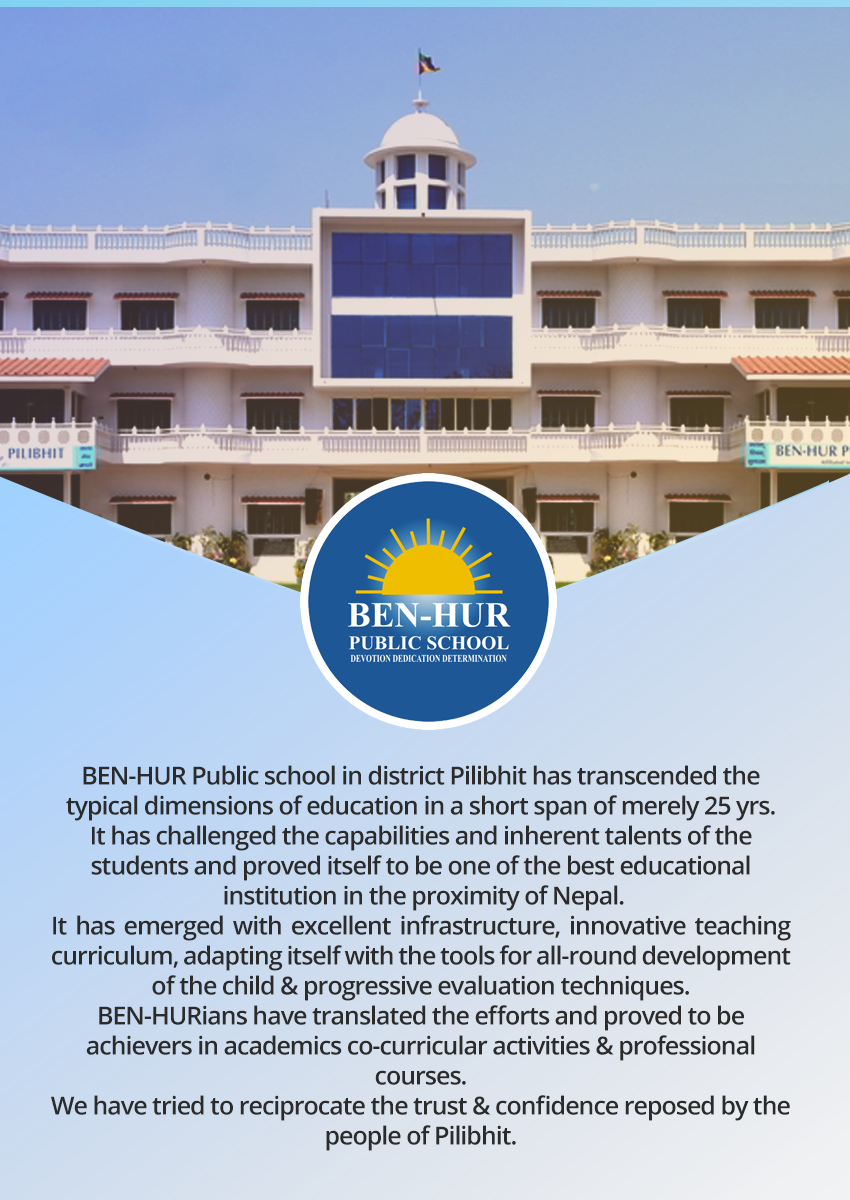 PILIBHIT
BEN-HUR P
BEN-HUR
PUBLIC SCHOOL
DEVOTION DEDICATION DETERMINATION
BEN-HUR Public school in district Pilibhit has transcended the
typical dimensions of education in a short span of merely 25 yrs.
It has challenged the capabilities and inherent talents of the
students and proved itself to be one of the best educational
institution in the proximity of Nepal.
It has emerged with excellent infrastructure, innovative teaching
curriculum, adapting itself with the tools for all-round development
of the child & progressive evaluation techniques.
BEN-HURians have translated the efforts and proved to be
achievers in academics co-curricular activities & professional
courses.
We have tried to reciprocate the trust & confidence reposed by the
people of Pilibhit.